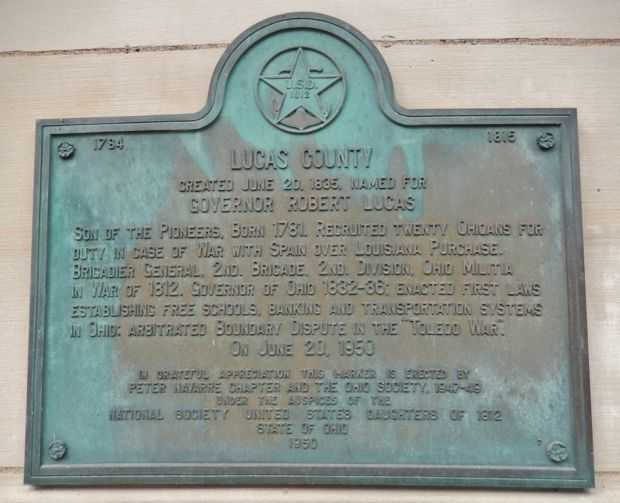 U.S.D.
1812
1784 1815
LUCAS COUNTY
CREATED JUNE 20, 1835, NAMED FOR
GOVERNOR ROBERT LUCAS
SON OF THE PIONEERS, BORN 1781. RECRUITED TWENTY OHIOANS FOR
DUTY IN CASE OF WAR WITH SPAIN OVER LOUISIANA PURCHASE.
BRIGADIER GENERAL, 2ND. BRIGADE, 2ND. DIVISION, OHIO MILITIA
IN WAR OF 1812. GOVERNOR OF OHIO 1832-36; ENACTED FIRST LAWS
ESTABLISHING FREE SCHOOLS, BANKING AND TRANSPORTATION SYSTEMS
IN OHIO; ARBITRATED BOUNDARY DISPUTE IN THE "TOLEDO WAR".
ON JUNE 20, 1950
IN GRATEFUL APPRECIATION THIS MARKER IS ERECTED BY
PETER NAVARRE CHAPTER AND THE OHIO SOCIETY, 1947-49
UNDER THE AUSPICES OF THE
NATIONAL SOCIETY UNITED STATES DAUGHTERS OF 1812
STATE OF OHIO
1950